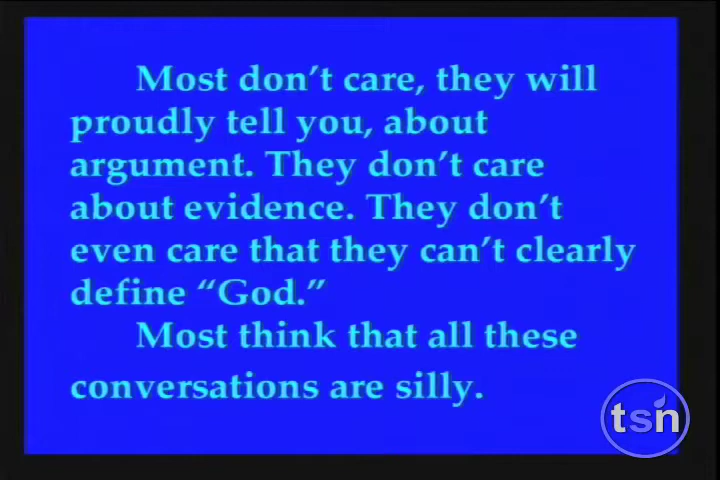 Most don’t care, they will
proudly tell you, about
argument. They don’t care
about evidence. They don’t
even care that they can’t clearly
define “God.”
Most think that all these
conversations are silly.
tsn